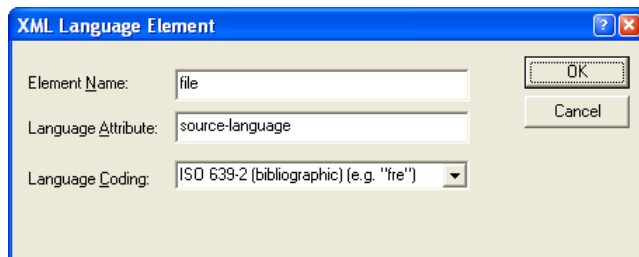 XML Language Element
Element Name: file
OK
Language Attribute: source-language
Cancel
Language Coding: ISO 639-2 (bibliographic) (e.g. "fre")